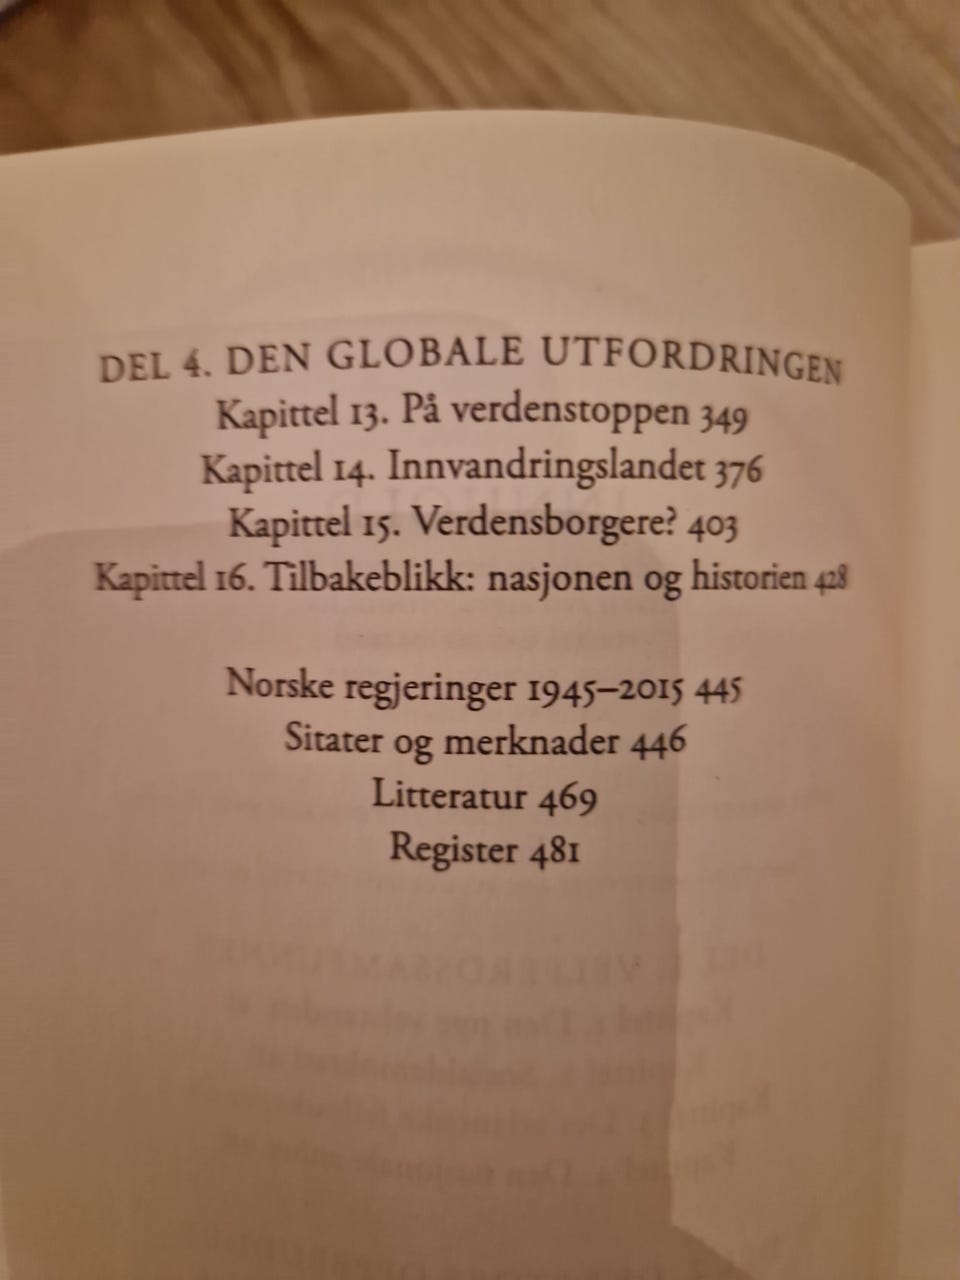 DEL 4. DEN GLOBALE UTFORDRINGEN
Kapittel 13. På verdenstoppen 349
Kapittel 14. Innvandringslandet 376
Kapittel 15. Verdensborgere? 403
Kapittel 16. Tilbakeblikk: nasjonen og historien 428
Norske regjeringer 1945–2015 445
Sitater og merknader 446
Litteratur 469
Register 481